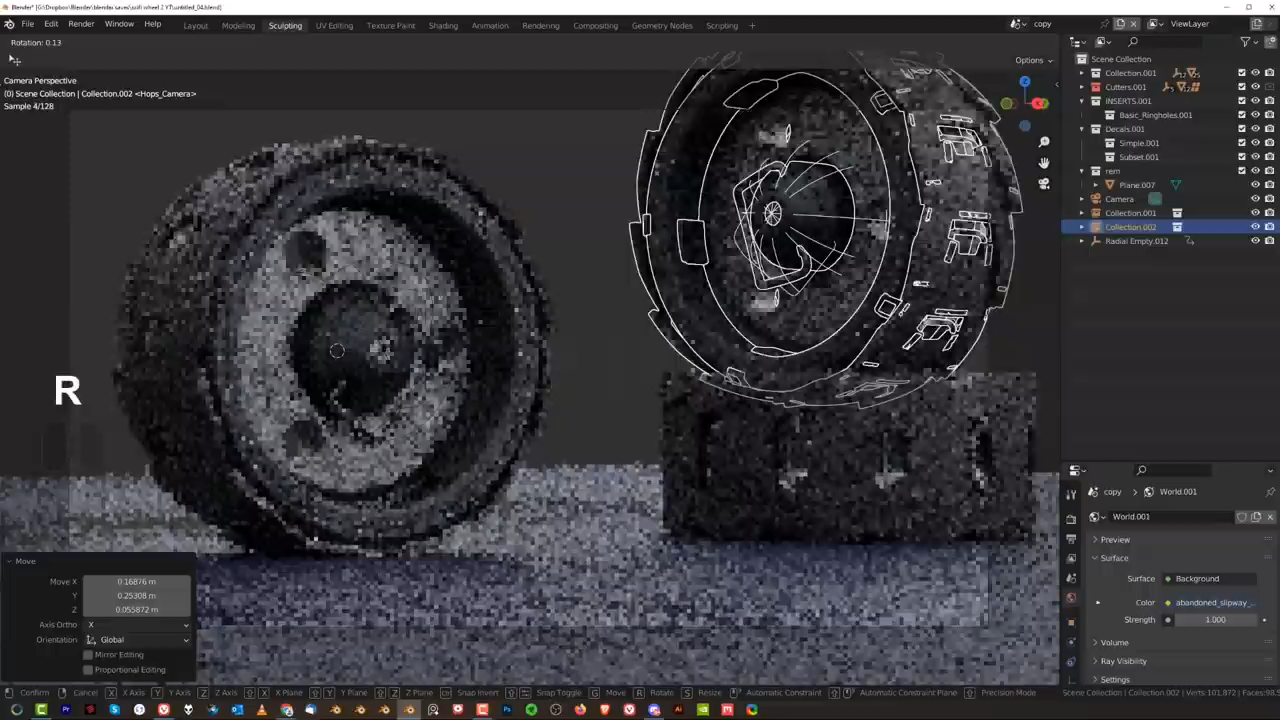 Blender* [G:\Dropbox\Blender\blender saves\scifi wheel 2 YT\untitled_04.blend]
File Edit Render Window Help Layout Modeling Sculpting UV Editing Texture Paint Shading Animation Rendering Compositing Geometry Nodes Scripting + copy ViewLayer
Rotation: 0.13
Options
Camera Perspective
(0) Scene Collection | Collection.002 <Hops_Camera>
Sample 4/128
Scene Collection
Collection.001
Cutters.001
INSERTS.001
Basic_Ringholes.001
Decals.001
Simple.001
Subset.001
rem
Plane.007
Camera
Collection.001
Collection.002
Radial Empty.012
R
copy World.001
World.001
Preview
Surface
Surface Background
Color abandoned_slipway_..
Strength 1.000
Volume
Ray Visibility
Settings
Move
Move X 0.16876 m
Y 0.25308 m
Z 0.055872 m
Axis Ortho X
Orientation Global
Mirror Editing
Proportional Editing
Confirm Cancel X X Axis Y Y Axis Z Z Axis X X Plane Y Y Plane Z Z Plane Snap Invert Snap Toggle G Move R Rotate S Resize Automatic Constraint Automatic Constraint Plane Precision Mode Scene Collection | Collection.002 | Verts:101,872 | Faces:98,5